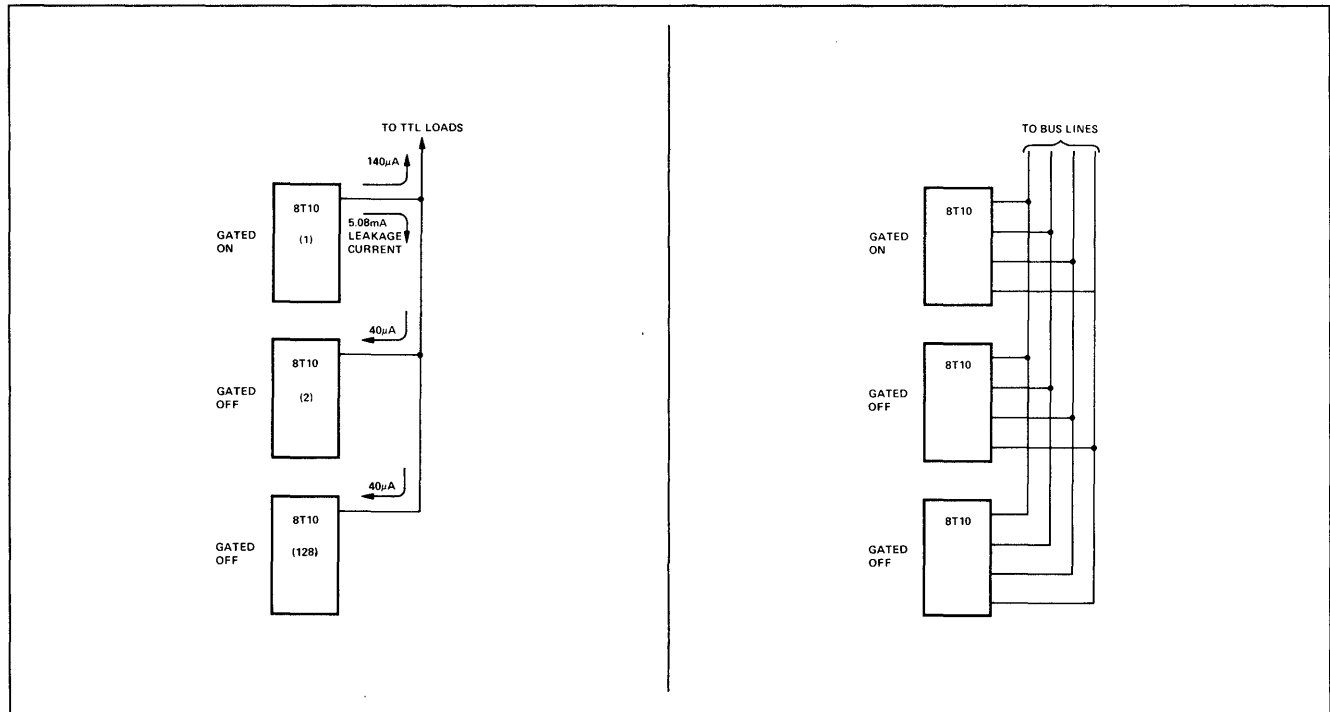 TO TTL LOADS
140μA
8T10
(1)
GATED
ON
5.08mA
LEAKAGE
CURRENT
40μA
8T10
(2)
GATED
OFF
40μA
8T10
(128)
GATED
OFF
TO BUS LINES
8T10
GATED
ON
8T10
GATED
OFF
8T10
GATED
OFF